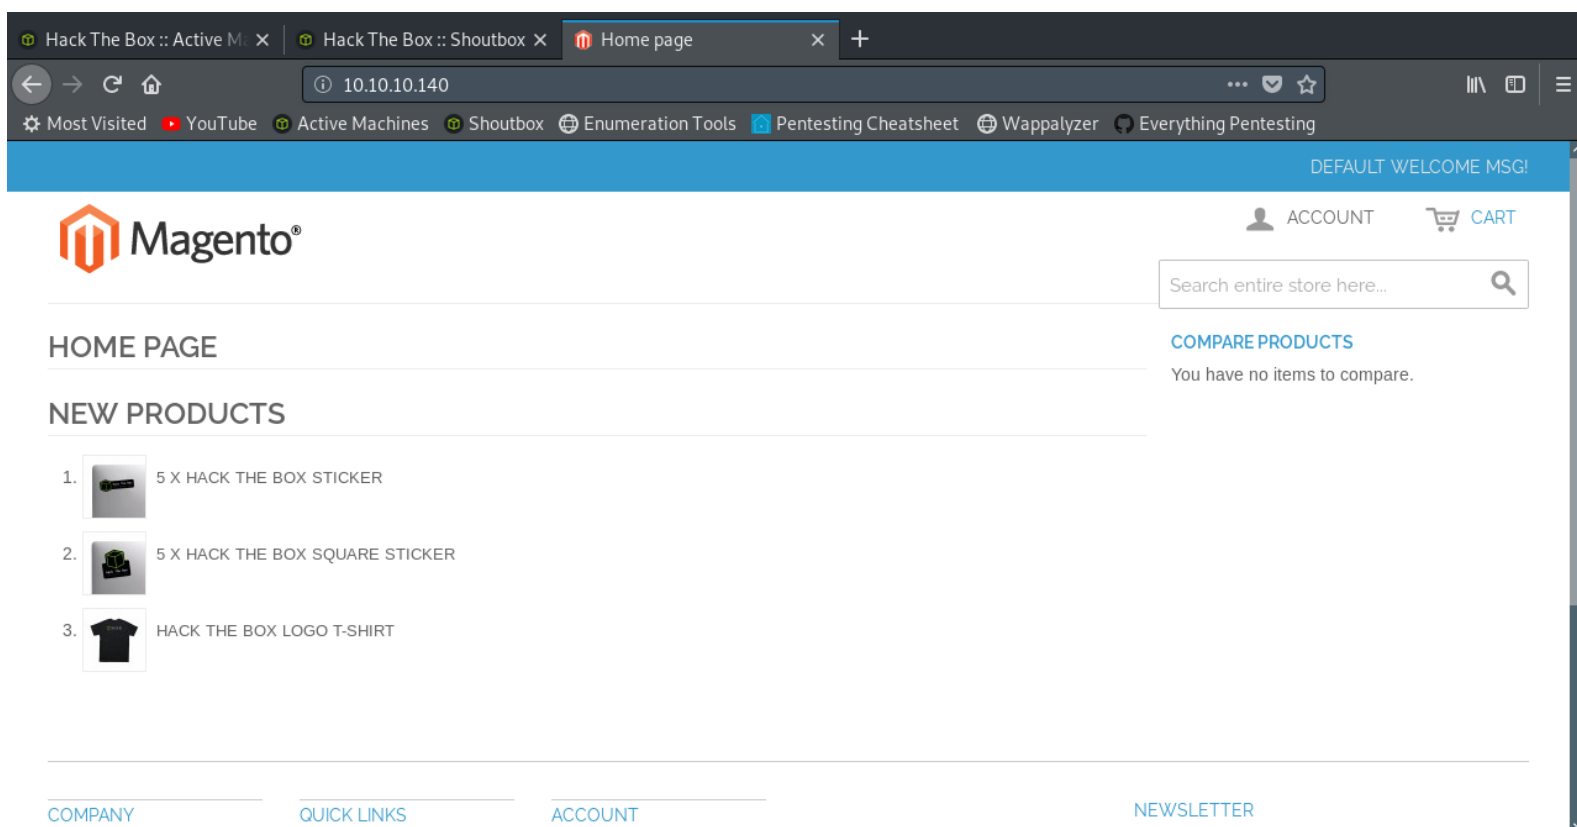 Hack The Box :: Active Ma
Hack The Box :: Shoutbox
Home page
10.10.10.140
Most Visited YouTube Active Machines Shoutbox Enumeration Tools Pentesting Cheatsheet Wappalyzer Everything Pentesting
DEFAULT WELCOME MSG!
Magento®
ACCOUNT CART
Search entire store here...
HOME PAGE
COMPARE PRODUCTS
You have no items to compare.
NEW PRODUCTS
1. 5 X HACK THE BOX STICKER
2. 5 X HACK THE BOX SQUARE STICKER
3. HACK THE BOX LOGO T-SHIRT
COMPANY QUICK LINKS ACCOUNT NEWSLETTER